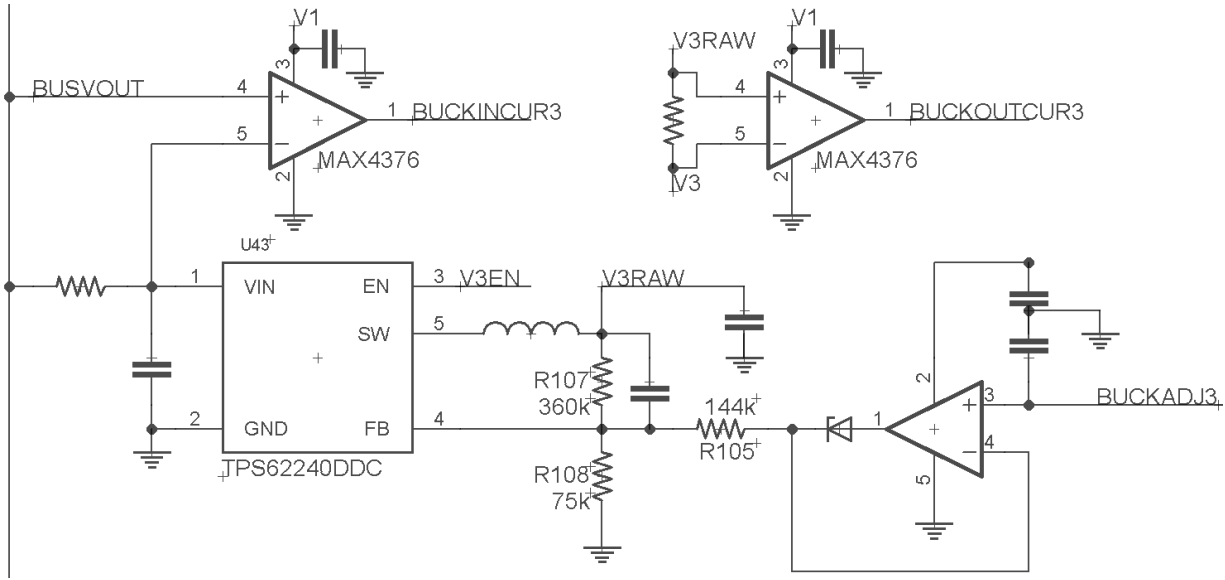 V1
3
BUSVOUT
4
+
1
BUCKINCUR3
5
−
MAX4376
2
V3RAW
V1
3
4
+
1
BUCKOUTCUR3
5
−
MAX4376
V3
2
U43
1
VIN
EN
3
V3EN
V3RAW
SW
5
R107
360k
2
GND
FB
4
TPS62240DDC
R108
75k
144k
R105
2
1
+
3
BUCKADJ3
−
4
5